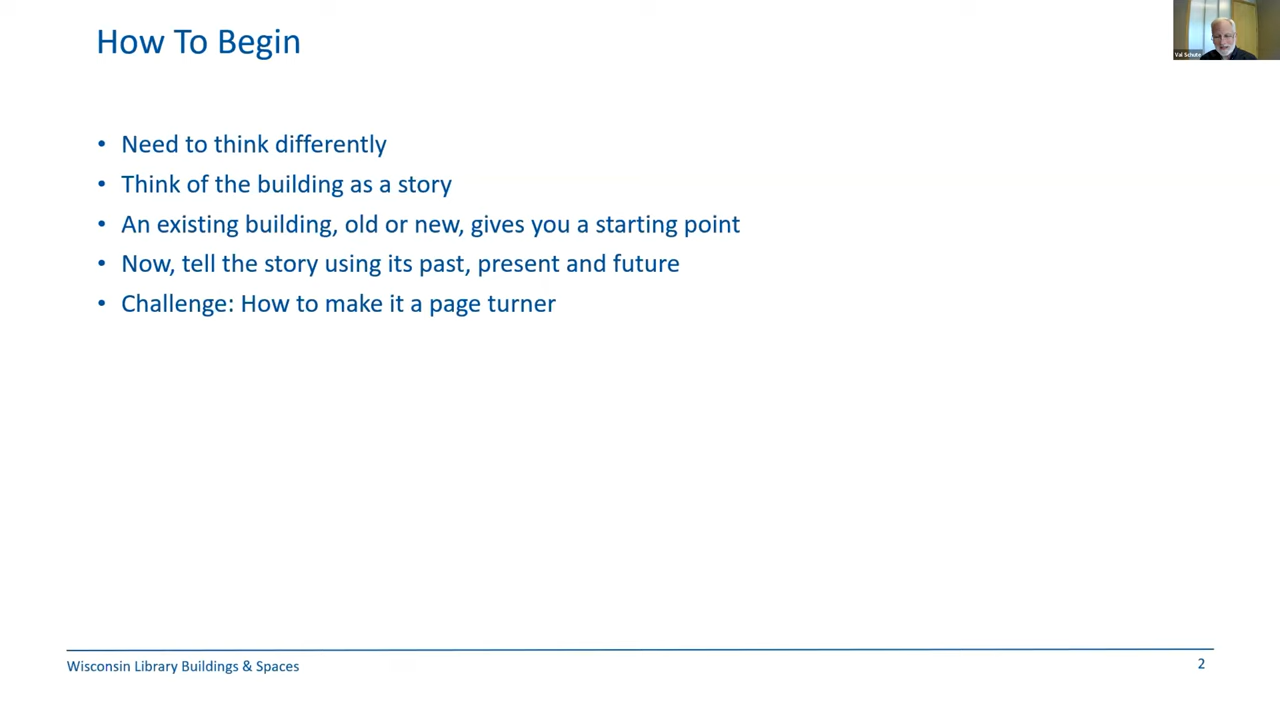 How To Begin
Val Schute
• Need to think differently
• Think of the building as a story
• An existing building, old or new, gives you a starting point
• Now, tell the story using its past, present and future
• Challenge: How to make it a page turner
Wisconsin Library Buildings & Spaces
2